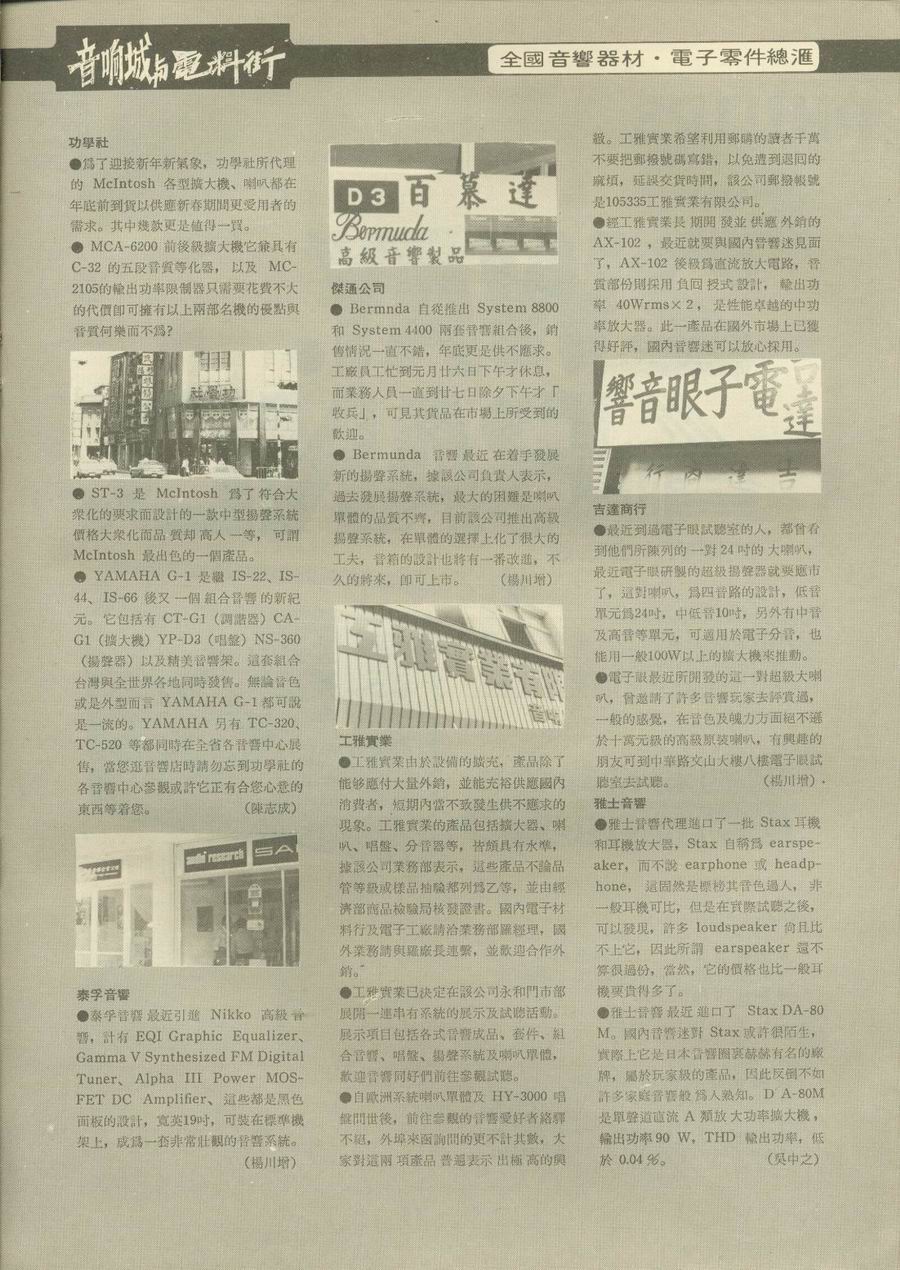 音响城与電料街
全國音響器材・電子零件總滙
功學社
●爲了迎接新年新氣象，功學社所代理
的 McIntosh 各型擴大機、喇叭都在
年底前到貨以供應新春期間更愛用者的
需求。其中幾款更是值得一買。
● MCA-6200 前後級擴大機它兼具有
C-32 的五段音質等化器，以及 MC-
2105的輸出功率限制器只需要花費不大
的代價卽可擁有以上兩部名機的優點與
音質何樂而不爲?
功學社
● ST-3 是 McIntosh 爲了符合大
衆化的要求而設計的一款中型揚聲系統
價格大衆化而品質却高人一等，可謂
McIntosh 最出色的一個產品。
● YAMAHA G-1 是繼 IS-22、IS-
44、IS-66 後又一個組合音響的新紀
元。它包括有 CT-G1（調諧器）CA-
G1（擴大機）YP-D3（唱盤）NS-360
（揚聲器）以及精美音響架。這套組合
台灣與全世界各地同時發售。無論音色
或是外型而言 YAMAHA G-1 都可說
是一流的。YAMAHA 另有 TC-320、
TC-520 等都同時在全省各音響中心展
售，當您逛音響店時請勿忘到功學社的
各音響中心參觀或許它正有合您心意的
東西等着您。（陳志成）
audio research SA
泰孚音響
●泰孚音響最近引進 Nikko 高級音
響，計有 EQI Graphic Equalizer、
Gamma V Synthesized FM Digital
Tuner、Alpha III Power MOS-
FET DC Amplifier、這些都是黑色
面板的設計，寬英19吋，可裝在標準機
架上，成爲一套非常壯觀的音響系統。
（楊川增）
D3 百慕達
Bermuda
高級音響製品
傑通公司
● Bermnda 自從推出 System 8800
和 System 4400 兩套音響組合後，銷
售情況一直不錯，年底更是供不應求。
工廠員工忙到元月廿六日下午才休息，
而業務人員一直到廿七日除夕下午才「
收兵」，可見其貨品在市場上所受到的
歡迎。
● Bermunda 音響最近在着手發展
新的揚聲系統，據該公司負責人表示，
過去發展揚聲系統，最大的困難是喇叭
單體的品質不齊，目前該公司推出高級
揚聲系統，在單體的選擇上化了很大的
工夫，音箱的設計也將有一番改進，不
久的將來，卽可上市。（楊川增）
工雅實業有限
音响
工雅實業
●工雅實業由於設備的擴充，產品除了
能够應付大量外銷，並能充裕供應國內
消費者，短期內當不致發生供不應求的
現象。工雅實業的產品包括擴大器、喇
叭、唱盤、分音器等，皆頗具有水準，
據該公司業務部表示，這些產品不論品
管等級或樣品抽驗都列爲乙等，並由經
濟部商品檢驗局核發證書。國內電子材
料行及電子工廠請洽業務部羅經理，國
外業務請與羅廠長連繫，並歡迎合作外
銷。
●工雅實業已決定在該公司永和門市部
展開一連串有系統的展示及試聽活動。
展示項目包括各式音響成品、套件、組
合音響、唱盤、揚聲系統及喇叭單體，
歡迎音響同好們前往參觀試聽。
●自歐洲系統喇叭單體及 HY-3000 唱
盤問世後，前往參觀的音響愛好者絡驛
不絕，外埠來函詢問的更不計其數，大
家對這兩項產品普遍表示出極高的興
緻。工雅實業希望利用郵購的讀者千萬
不要把郵撥號碼寫錯，以免遭到退囘的
麻煩，延誤交貨時間，該公司郵撥帳號
是105335工雅實業有限公司。
●經工雅實業長期開發並供應外銷的
AX-102 ，最近就要與國內音響迷見面
了，AX-102 後級爲直流放大電路，音
質部份則採用負囘授式設計，輸出功
率 40Wrms×2，是性能卓越的中功
率放大器。此一產品在國外市場上已獲
得好評，國內音響迷可以放心採用。
響音眼子電
達
吉達商行
●最近到過電子眼試聽室的人，都曾看
到他們所陳列的一對24吋的大喇叭，
最近電子眼研製的超級揚聲器就要應市
了，這對喇叭，爲四音路的設計，低音
單元爲24吋，中低音10吋，另外有中音
及高音等單元，可適用於電子分音，也
能用一般100W以上的擴大機來推動。
●電子眼最近所開發的這一對超級大喇
叭，曾邀請了許多音響玩家去評賞過，
一般的感覺，在音色及魄力方面絕不遜
於十萬元級的高級原裝喇叭，有興趣的
朋友可到中華路文山大樓八樓電子眼試
聽室去試聽。（楊川增）.
雅士音響
●雅士音響代理進口了一批 Stax 耳機
和耳機放大器，Stax 自稱爲 earspe-
aker，而不說 earphone 或 headp-
hone，這固然是標榜其音色過人，非
一般耳機可比，但是在實際試聽之後，
可以發現，許多 loudspeaker 尙且比
不上它，因此所謂 earspeaker 還不
算很過份，當然，它的價格也比一般耳
機要貴得多了。
●雅士音響最近進口了 Stax DA-80
M。國內音響迷對 Stax 或許很陌生，
實際上它是日本音響圈裏赫赫有名的廠
牌，屬於玩家級的產品，因此反倒不如
許多家庭音響般爲人熟知。D A-80M
是單聲道直流 A 類放大功率擴大機，
輸出功率90 W，THD 輸出功率，低
於 0.04 %。（吳中之）